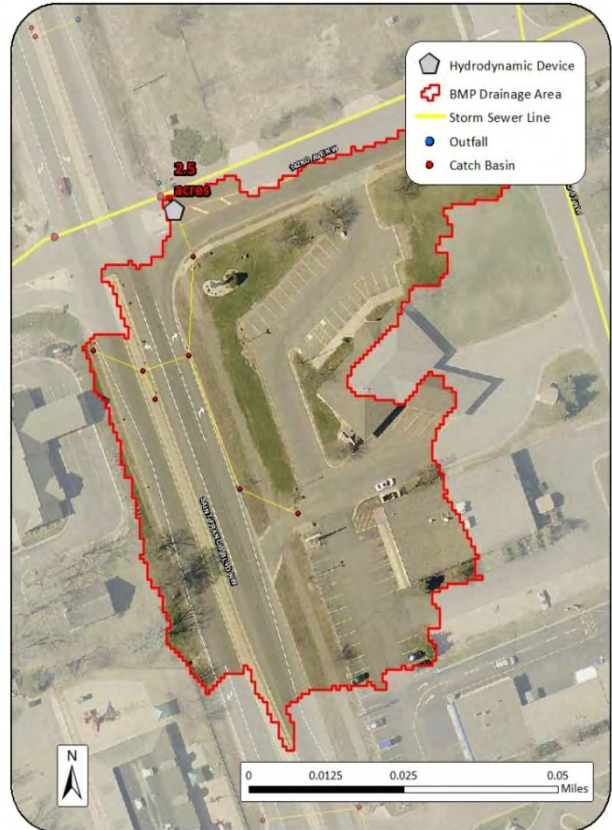 Hydrodynamic Device
BMP Drainage Area
Storm Sewer Line
Outfall
Catch Basin
2.5
acres
N
0
0.0125
0.025
0.05
Miles